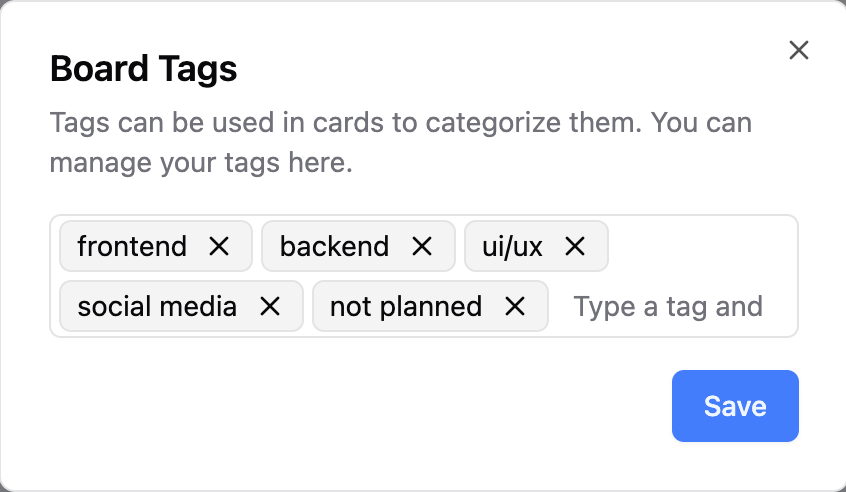 Board Tags
Tags can be used in cards to categorize them. You can
manage your tags here.
frontend backend ui/ux
social media not planned Type a tag and
Save